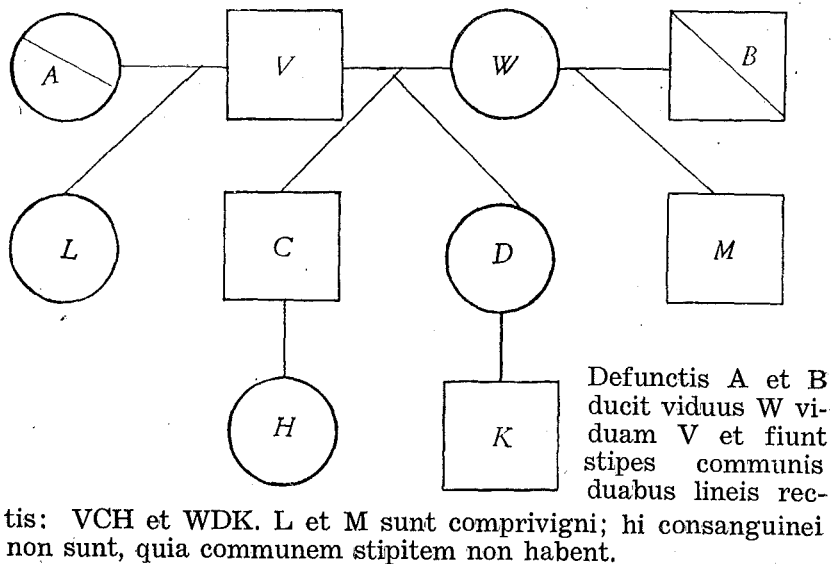 A V W B
L C D M
H K
Defunctis A et B
ducit viduus W vi-
duam V et fiunt
stipes communis
duabus lineis rec-
tis: VCH et WDK. L et M sunt comprivigni; hi consanguinei
non sunt, quia communem stipitem non habent.